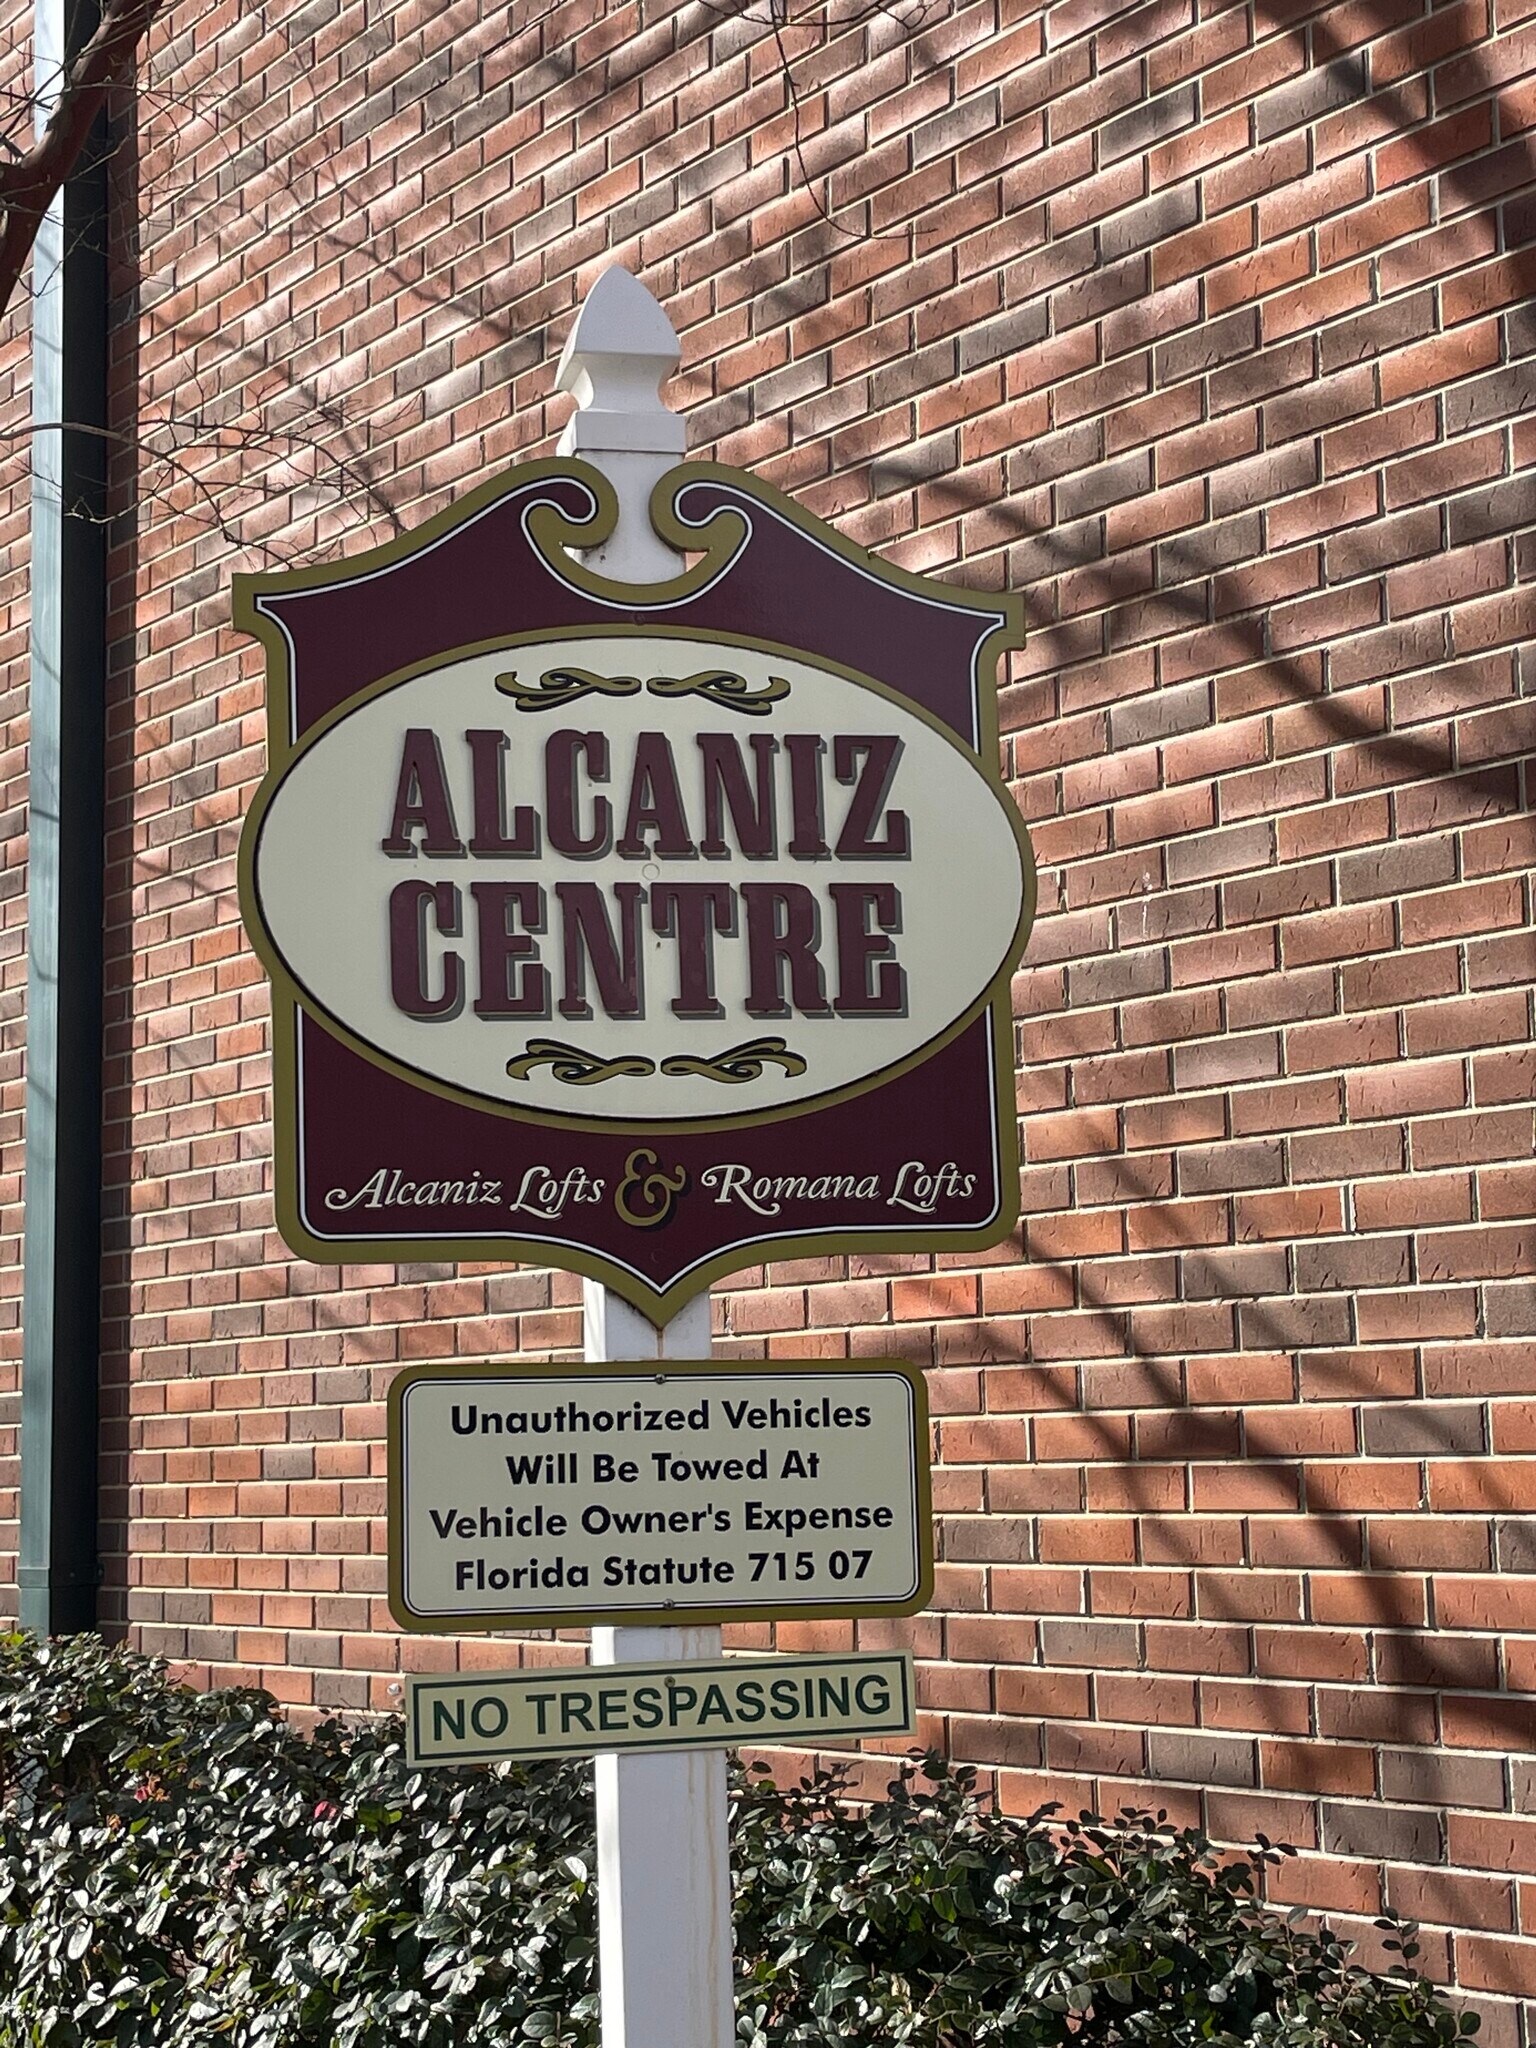 ALCANIZ
CENTRE
Alcaniz Lofts & Romana Lofts
Unauthorized Vehicles
Will Be Towed At
Vehicle Owner's Expense
Florida Statute 715 07
NO TRESPASSING